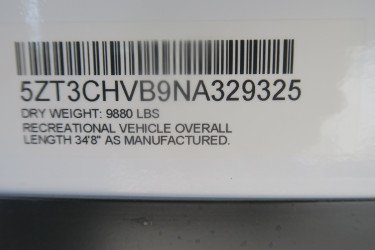 5ZT3CHVB9NA329325
DRY WEIGHT: 9880 LBS
RECREATIONAL VEHICLE OVERALL
LENGTH 34'8" AS MANUFACTURED.